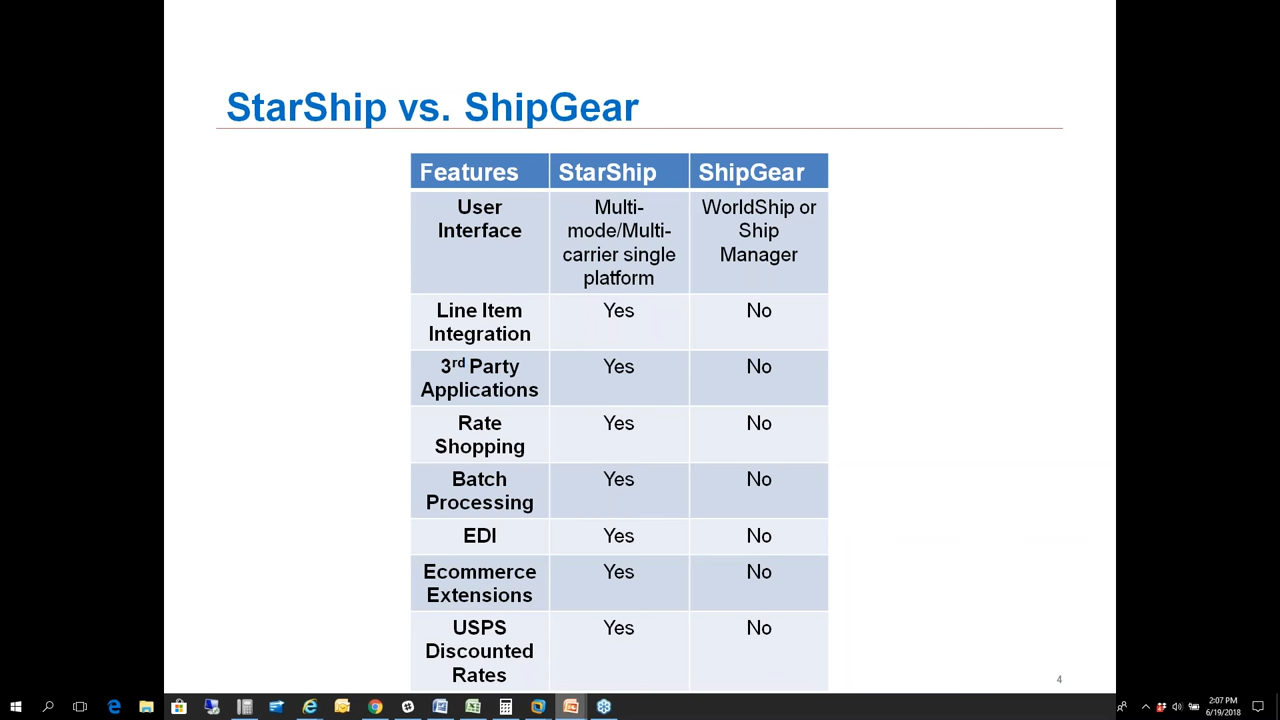 StarShip vs. ShipGear
Features StarShip ShipGear
User Interface Multi-mode/Multi-carrier single platform WorldShip or Ship Manager
Line Item Integration Yes No
3rd Party Applications Yes No
Rate Shopping Yes No
Batch Processing Yes No
EDI Yes No
Ecommerce Extensions Yes No
USPS Discounted Rates Yes No
4
2:07 PM
6/19/2018